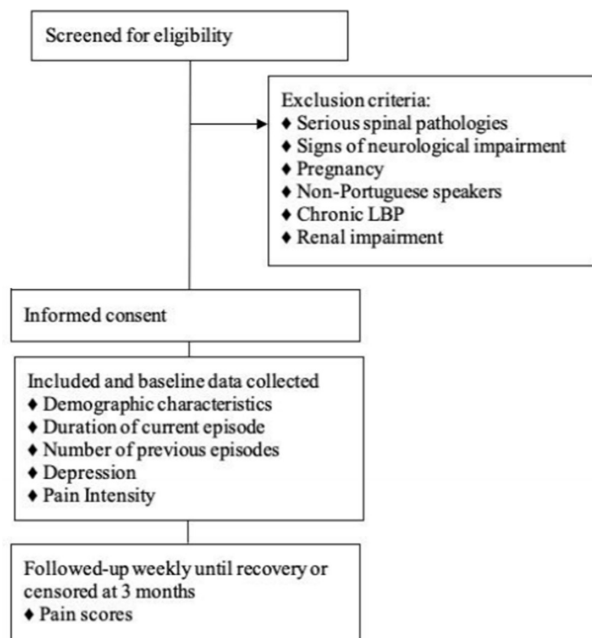 Screened for eligibility
Exclusion criteria:
♦ Serious spinal pathologies
♦ Signs of neurological impairment
♦ Pregnancy
♦ Non-Portuguese speakers
♦ Chronic LBP
♦ Renal impairment
Informed consent
Included and baseline data collected
♦ Demographic characteristics
♦ Duration of current episode
♦ Number of previous episodes
♦ Depression
♦ Pain Intensity
Followed-up weekly until recovery or
censored at 3 months
♦ Pain scores